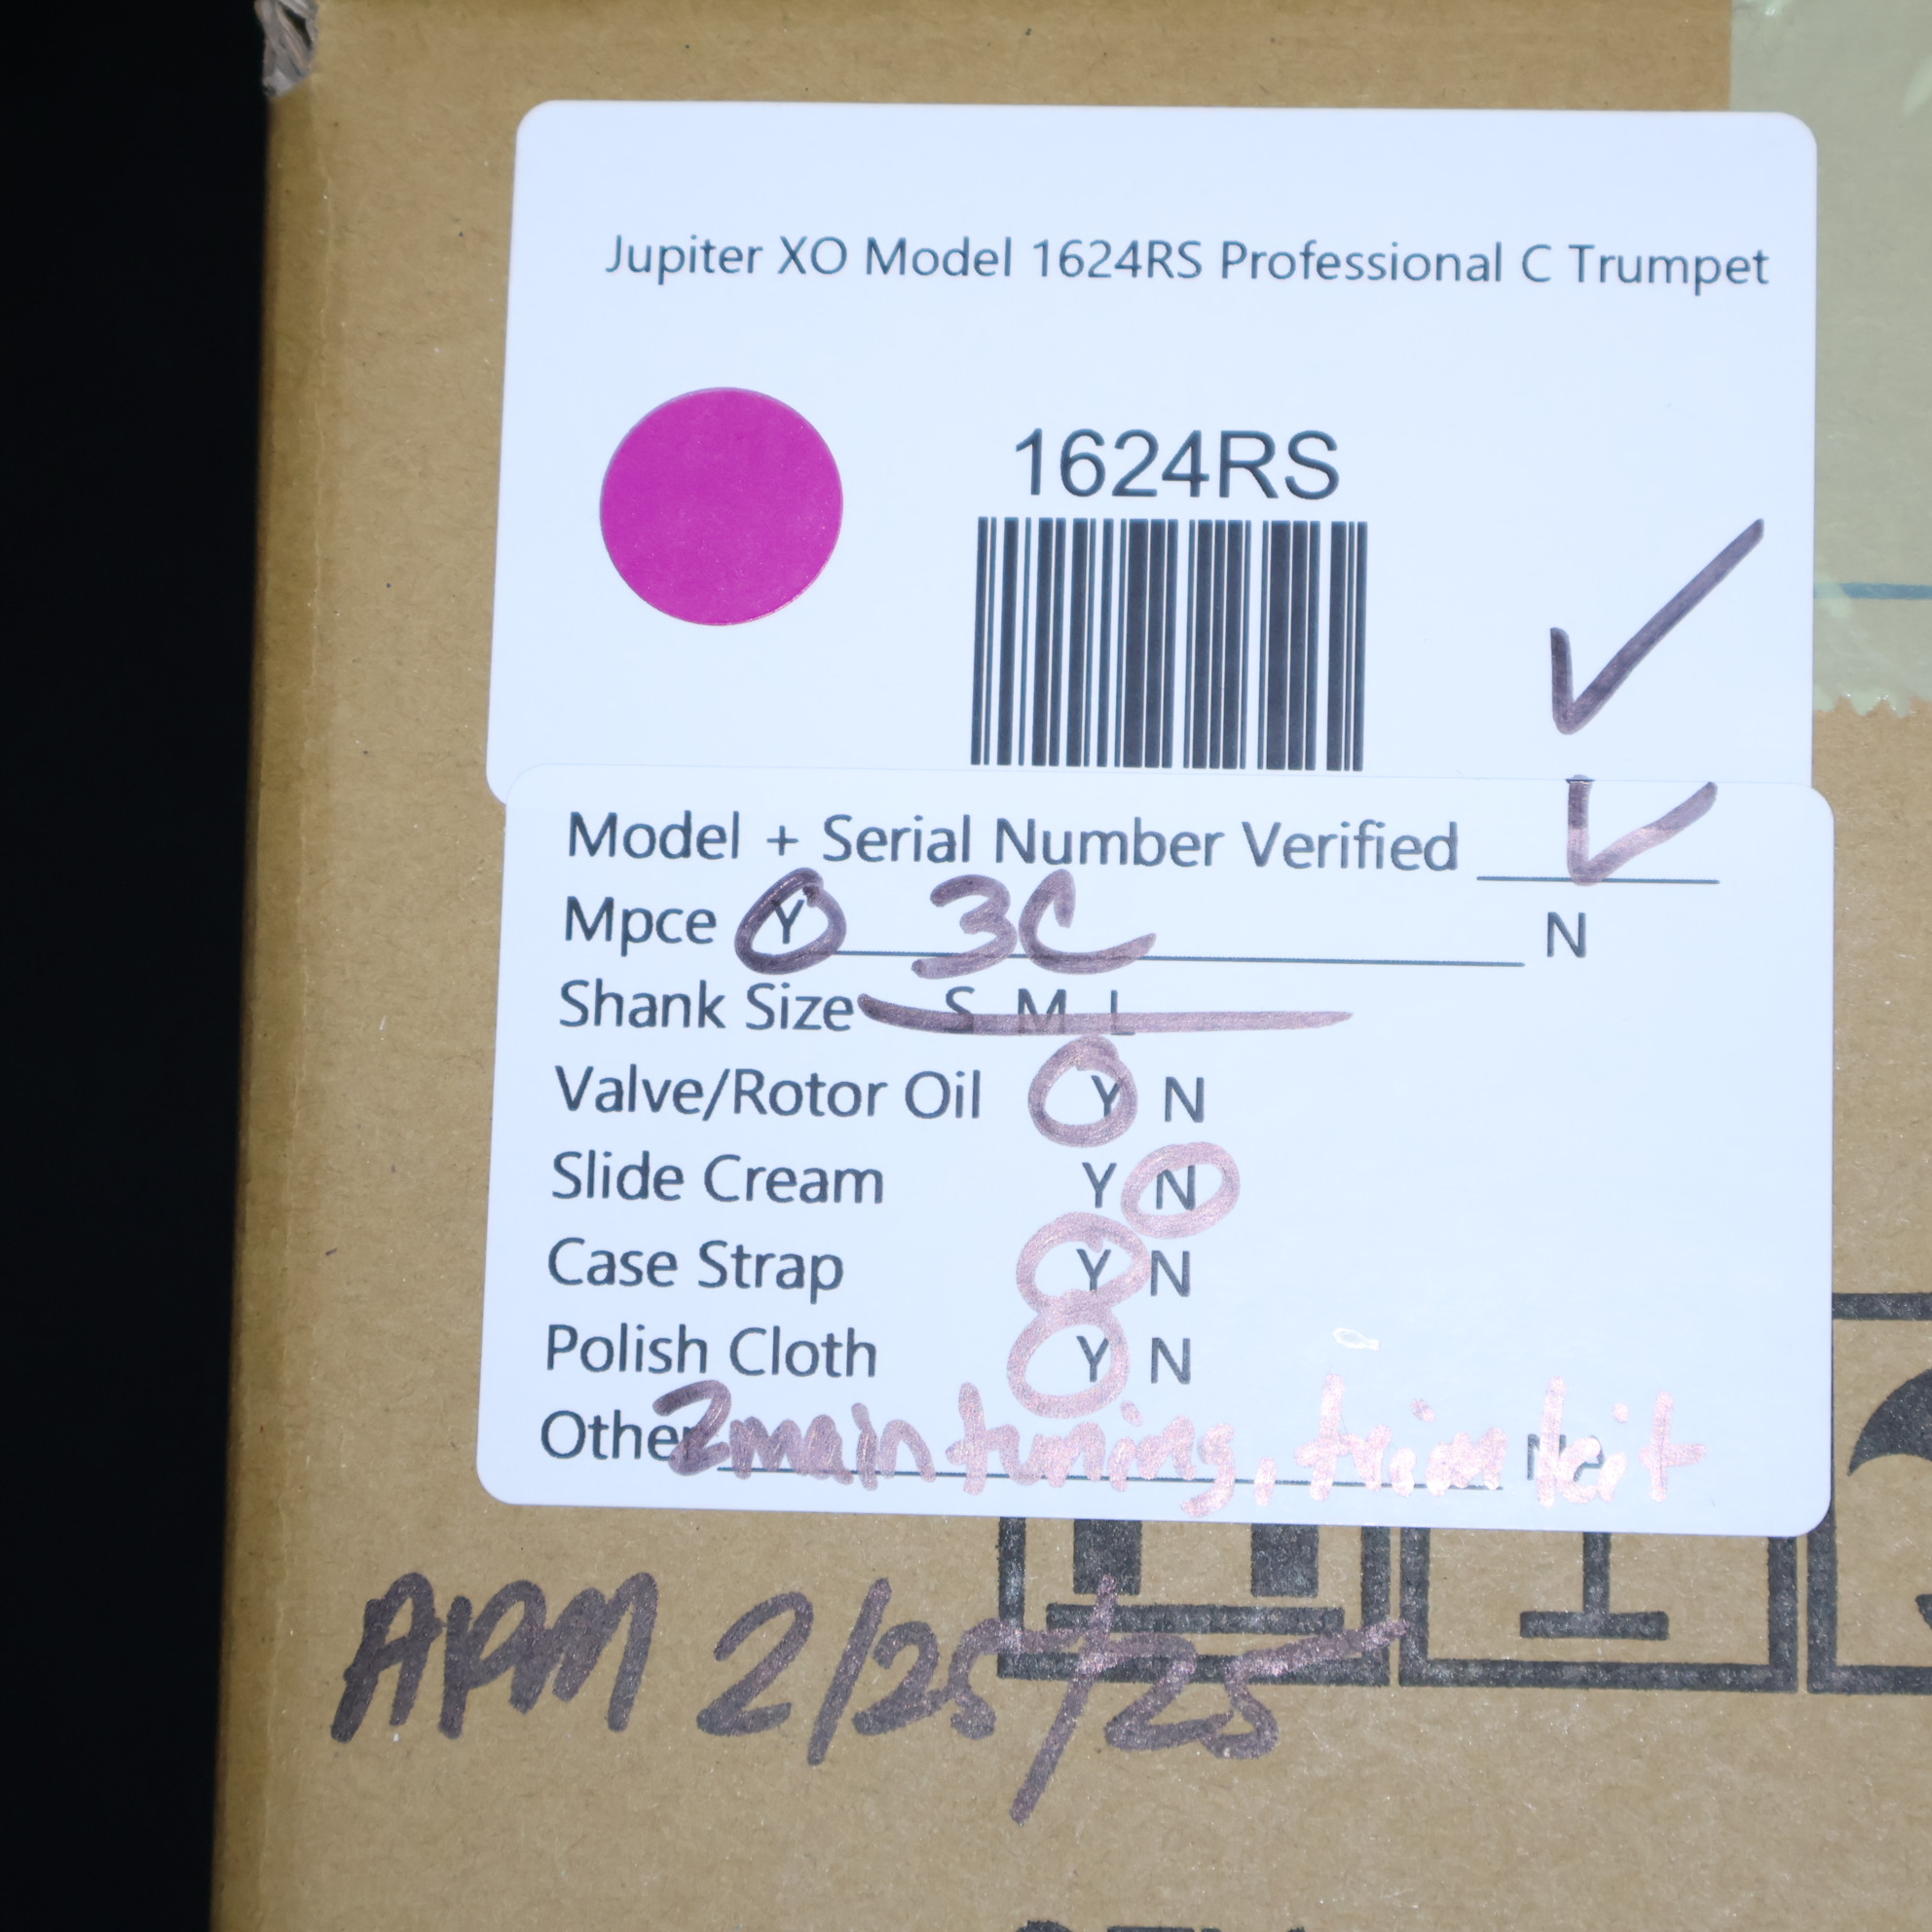 Jupiter XO Model 1624RS Professional C Trumpet
1624RS
Model + Serial Number Verified
Mpce Y 3C N
Shank Size S M L
Valve/Rotor Oil Y N
Slide Cream Y N
Case Strap Y N
Polish Cloth Y N
Other 2 main tuning, trim kit
APM 2/25/25